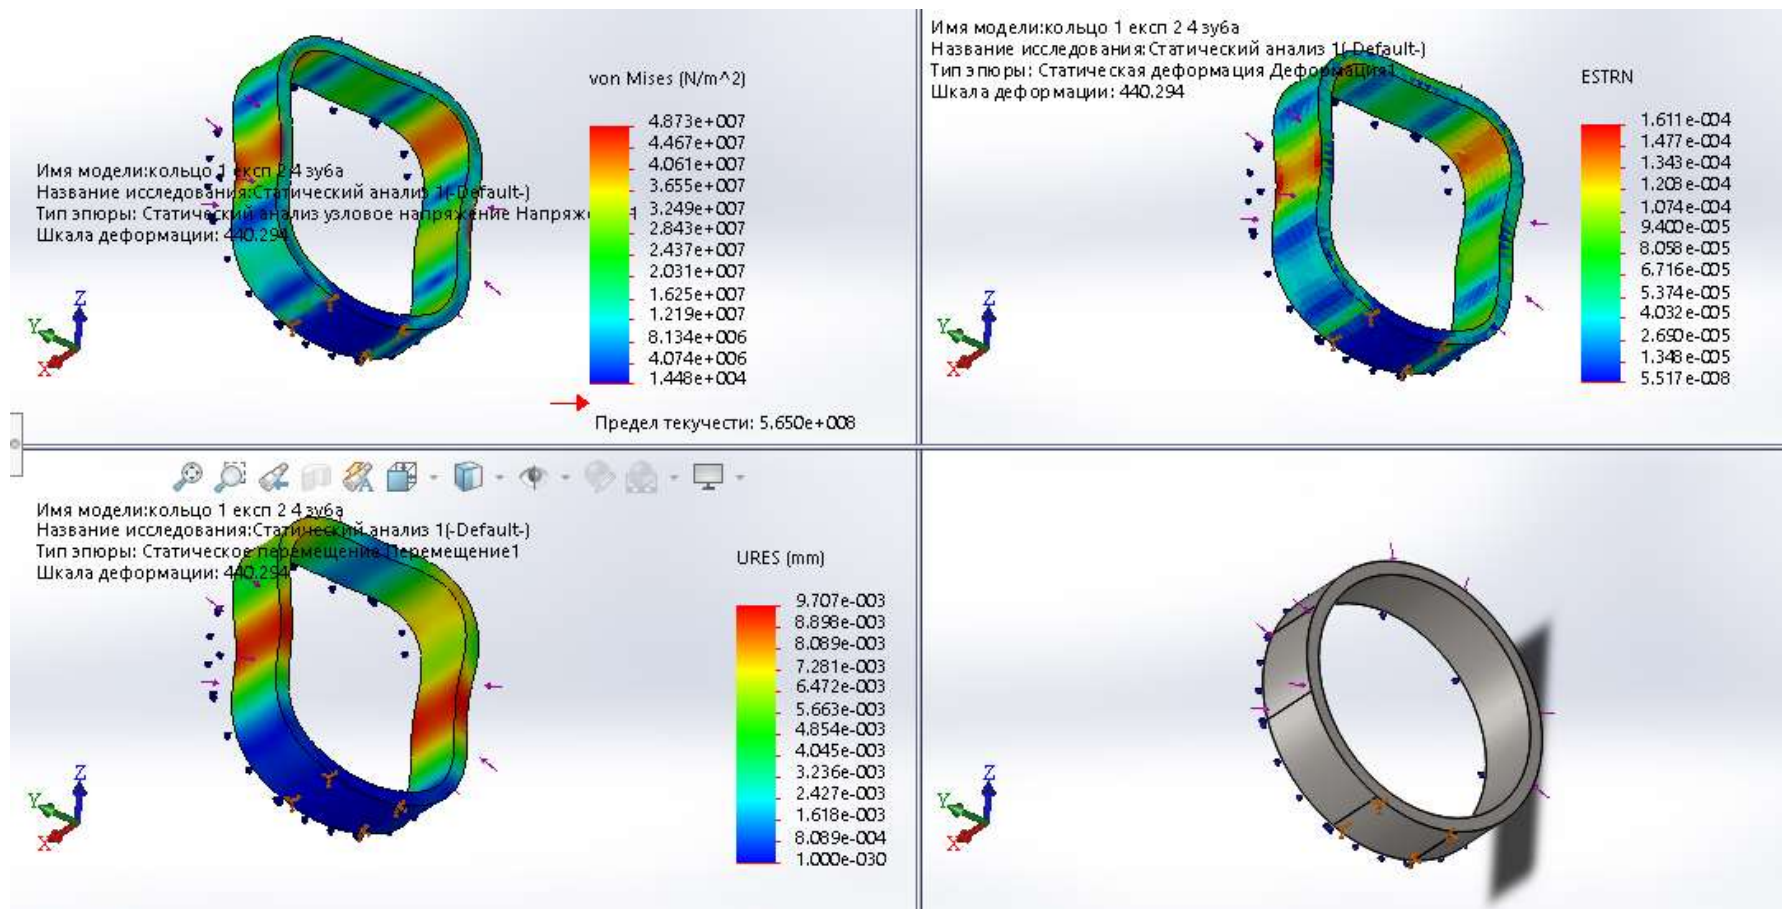 von Mises (N/m^2)
4.873e+007
4.467e+007
4.061e+007
3.655e+007
3.249e+007
2.843e+007
2.437e+007
2.031e+007
1.625e+007
1.219e+007
8.134e+006
4.074e+006
1.448e+004
Предел текучести: 5.650e+008
Имя модели:кольцо 1 експ 2 4 зуба
Название исследования:Статический анализ 1(-Default-)
Тип эпюры: Статический анализ узловое напряжение
Шкала деформации: 440.294
Z
Y
X
Имя модели:кольцо 1 експ 2 4 зуба
Название исследования:Статический анализ 1(-Default-)
Тип эпюры: Статическая деформация Деформация1
Шкала деформации: 440.294
ESTRN
1.611e-004
1.477e-004
1.343e-004
1.208e-004
1.074e-004
9.400e-005
8.058e-005
6.716e-005
5.374e-005
4.032e-005
2.690e-005
1.348e-005
5.517e-008
Z
Y
X
Имя модели:кольцо 1 експ 2 4 зуба
Название исследования:Статический анализ 1(-Default-)
Тип эпюры: Статическое перемещение Перемещение1
Шкала деформации: 440.294
URES (mm)
9.707e-003
8.898e-003
8.089e-003
7.281e-003
6.472e-003
5.663e-003
4.854e-003
4.045e-003
3.236e-003
2.427e-003
1.618e-003
8.089e-004
1.000e-030
Z
Y
X
Z
Y
X